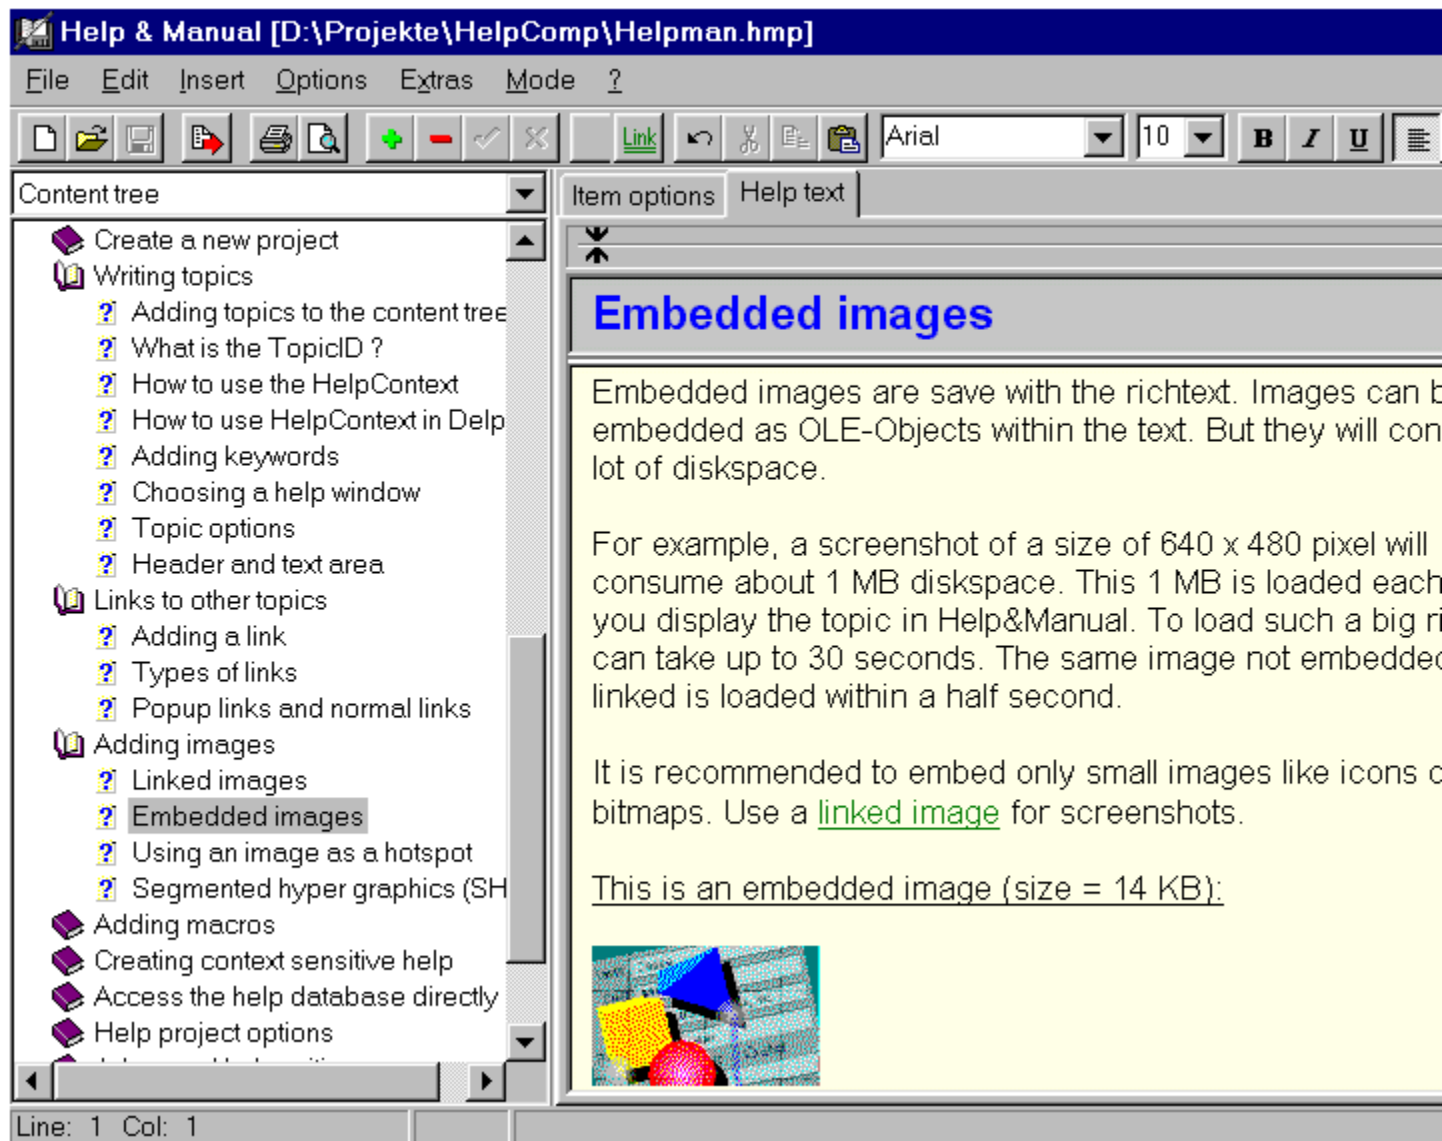 Help & Manual [D:\Projekte\HelpComp\Helpman.hmp]
File Edit Insert Options Extras Mode ?
Link Arial 10 B I U
Content tree
Item options Help text
Create a new project
Writing topics
Adding topics to the content tree
What is the TopicID ?
How to use the HelpContext
How to use HelpContext in Delp
Adding keywords
Choosing a help window
Topic options
Header and text area
Links to other topics
Adding a link
Types of links
Popup links and normal links
Adding images
Linked images
Embedded images
Using an image as a hotspot
Segmented hyper graphics (SH
Adding macros
Creating context sensitive help
Access the help database directly
Help project options
Embedded images
Embedded images are save with the richtext. Images can b
embedded as OLE-Objects within the text. But they will con
lot of diskspace.
For example, a screenshot of a size of 640 x 480 pixel will
consume about 1 MB diskspace. This 1 MB is loaded each
you display the topic in Help&Manual. To load such a big ri
can take up to 30 seconds. The same image not embedded
linked is loaded within a half second.
It is recommended to embed only small images like icons o
bitmaps. Use a linked image for screenshots.
This is an embedded image (size = 14 KB):
Line: 1 Col: 1